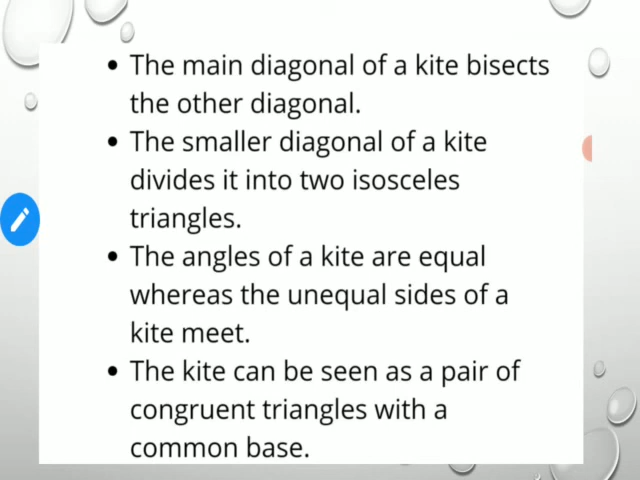 • The main diagonal of a kite bisects
the other diagonal.
• The smaller diagonal of a kite
divides it into two isosceles
triangles.
• The angles of a kite are equal
whereas the unequal sides of a
kite meet.
• The kite can be seen as a pair of
congruent triangles with a
common base.